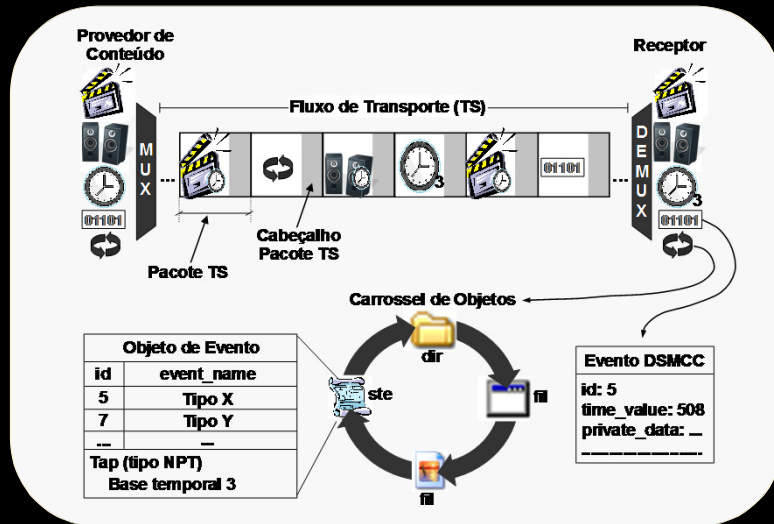 Provedor de
Conteúdo
Receptor
Fluxo de Transporte (TS)
MUX
DEMUX
...
3
01101
...
3
01101
01101
Pacote TS
Cabeçalho
Pacote TS
Carrossel de Objetos
dir
fil
fil
ste
Objeto de Evento
id event_name
5 Tipo X
7 Tipo Y
... ...
Tap (tipo NPT)
Base temporal 3
Evento DSMCC
id: 5
time_value: 508
private_data: ...